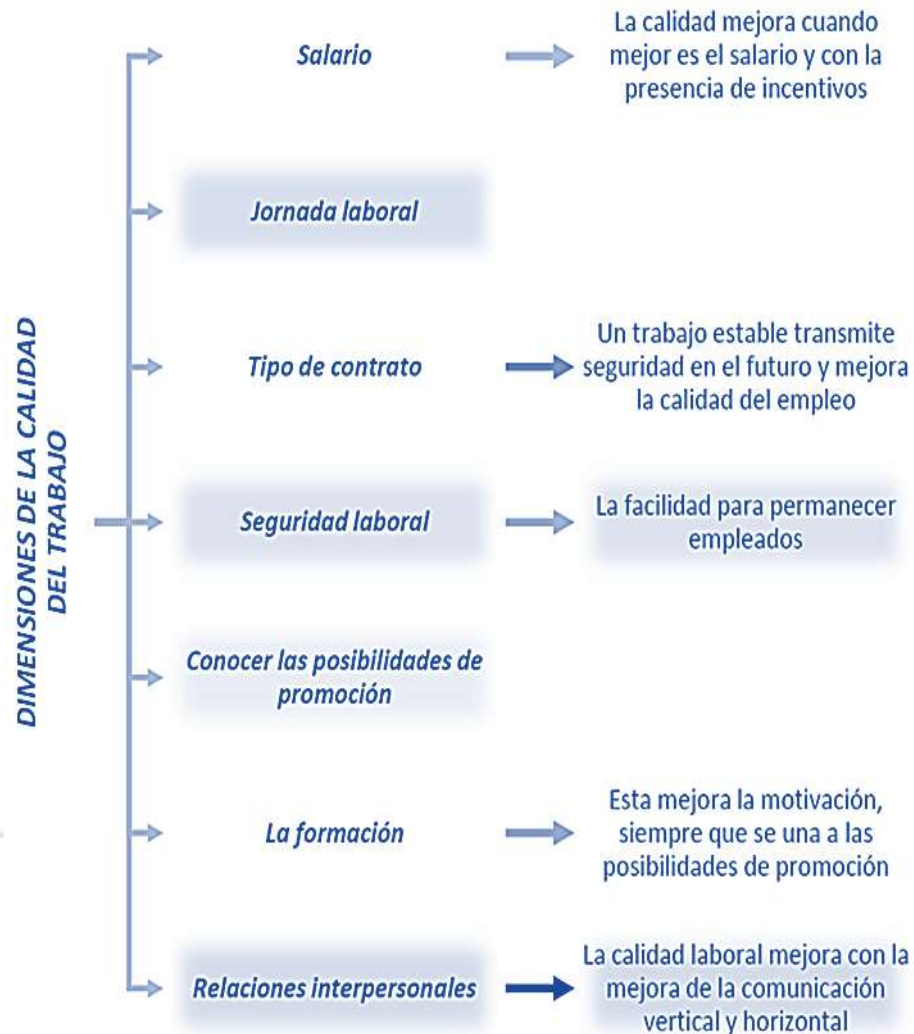 DIMENSIONES DE LA CALIDAD
DEL TRABAJO
Salario
La calidad mejora cuando
mejor es el salario y con la
presencia de incentivos
Jornada laboral
Tipo de contrato
Un trabajo estable transmite
seguridad en el futuro y mejora
la calidad del empleo
Seguridad laboral
La facilidad para permanecer
empleados
Conocer las posibilidades de
promoción
La formación
Esta mejora la motivación,
siempre que se una a las
posibilidades de promoción
Relaciones interpersonales
La calidad laboral mejora con la
mejora de la comunicación
vertical y horizontal